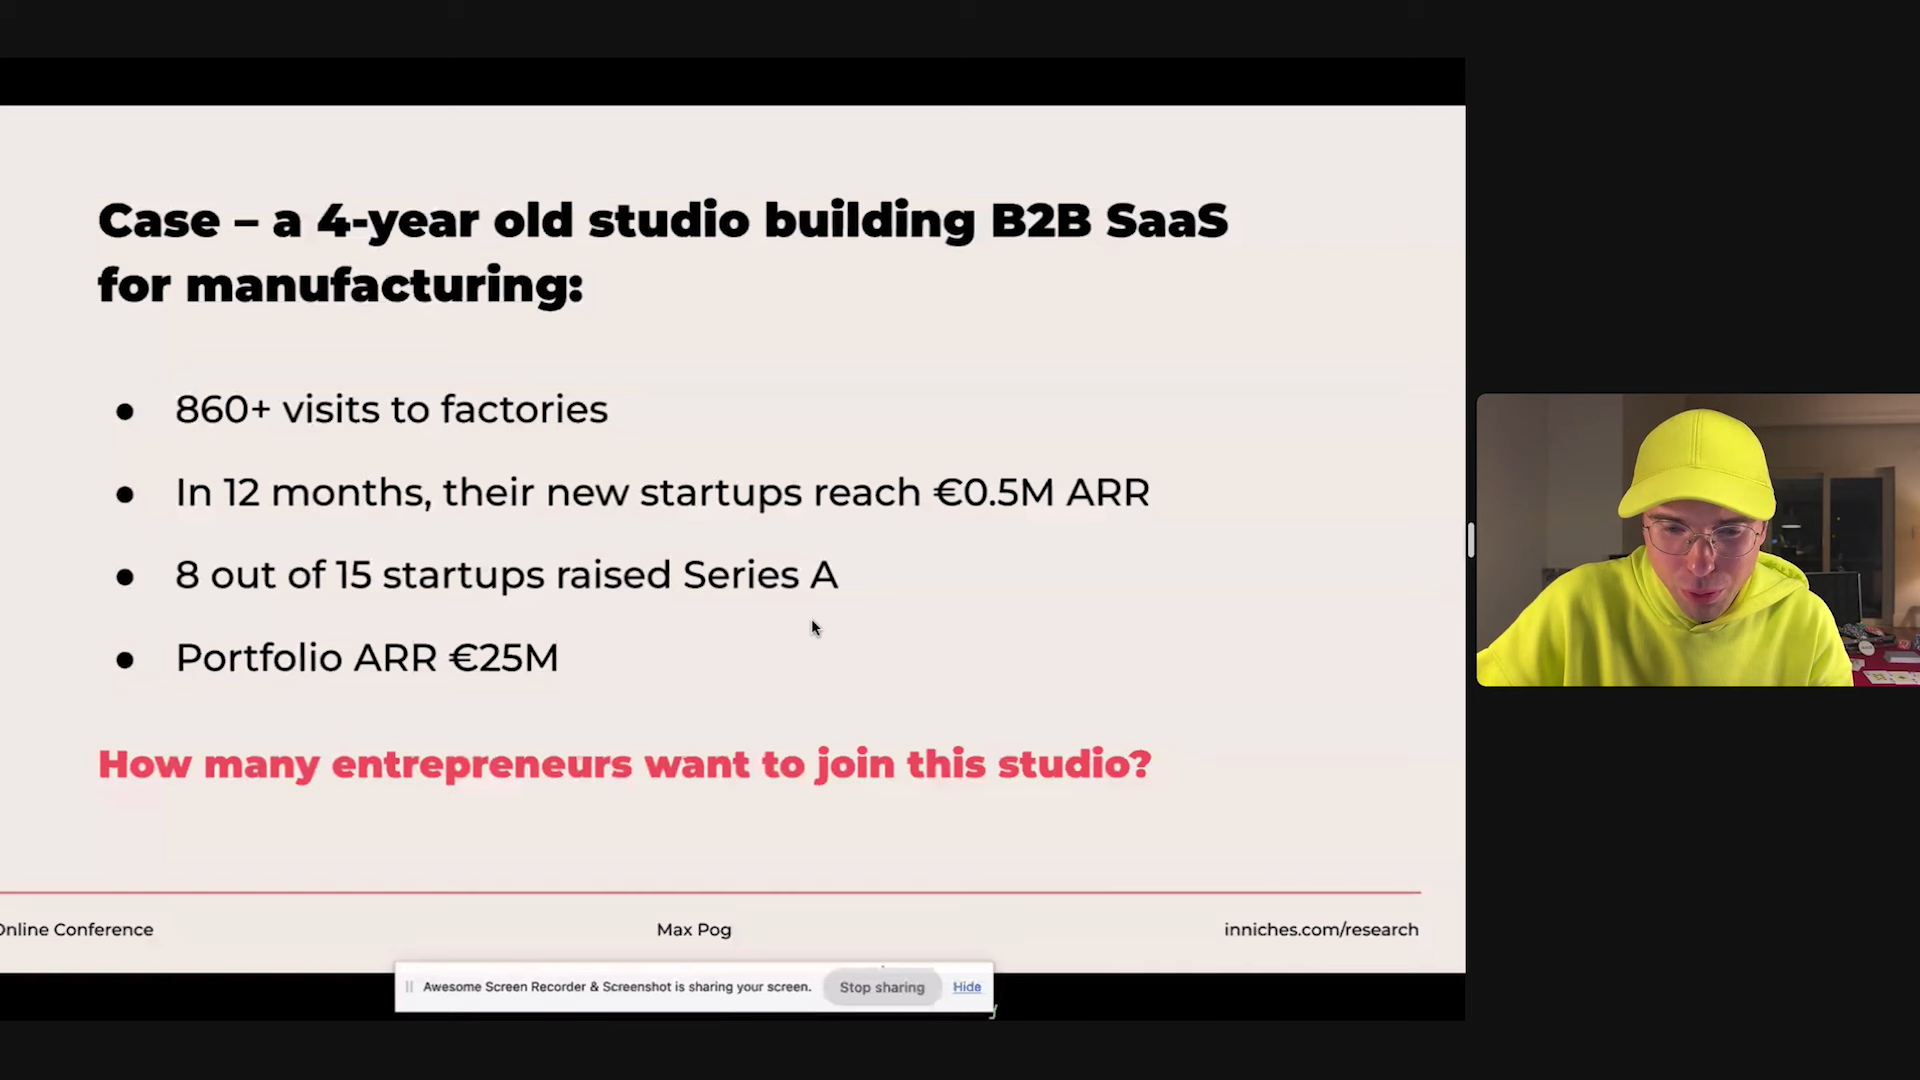 Case – a 4-year old studio building B2B SaaS
for manufacturing:
● 860+ visits to factories
● In 12 months, their new startups reach €0.5M ARR
● 8 out of 15 startups raised Series A
● Portfolio ARR €25M
How many entrepreneurs want to join this studio?
Online Conference
Max Pog
inniches.com/research
Awesome Screen Recorder & Screenshot is sharing your screen.
Stop sharing
Hide